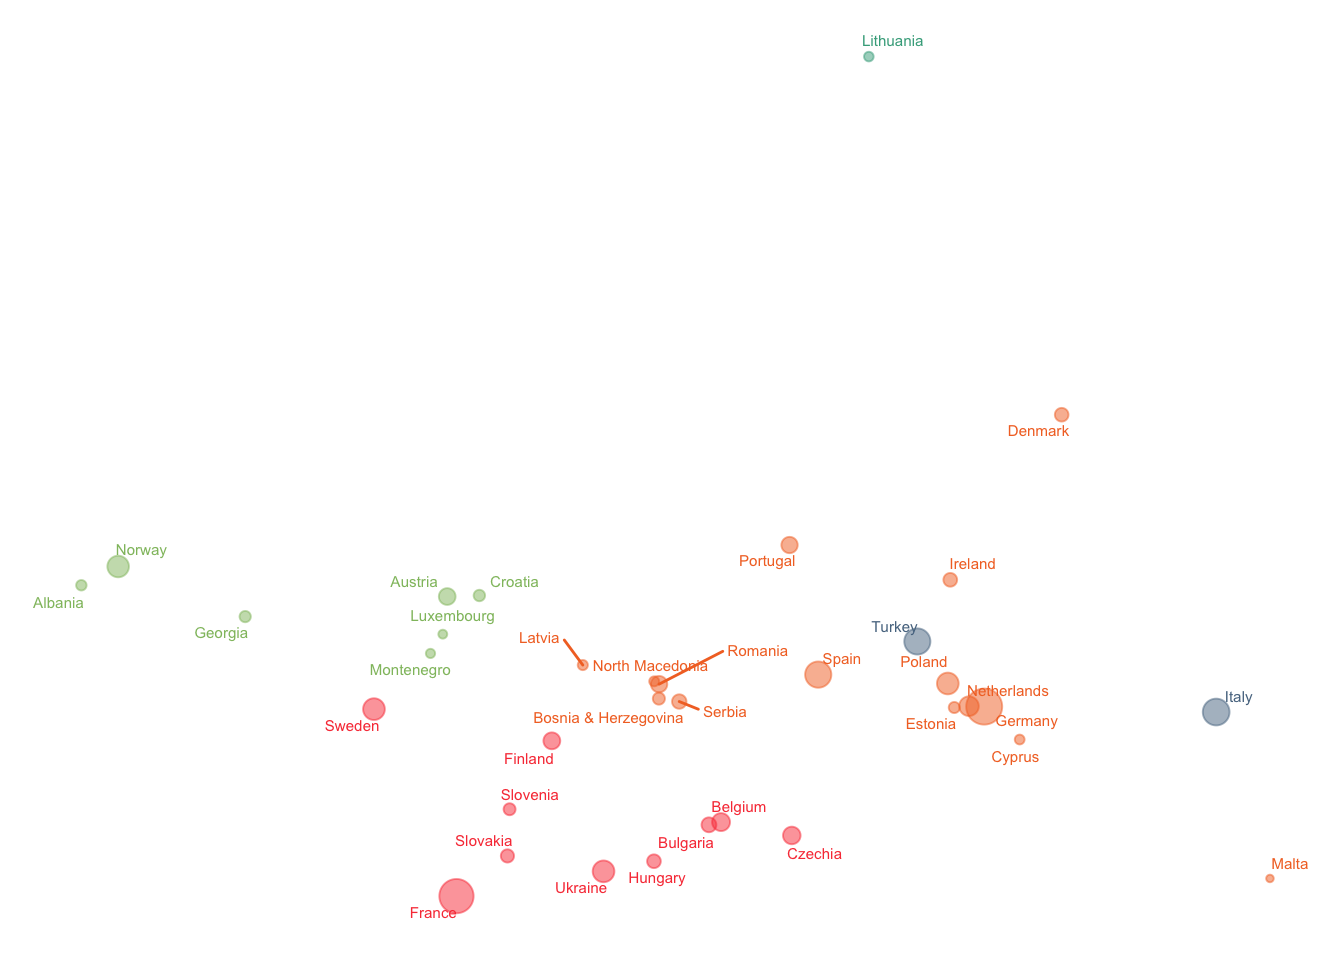 Lithuania
Denmark
Norway
Portugal
Ireland
Austria
Croatia
Albania
Luxembourg
Turkey
Georgia
Latvia
Romania
Spain
Poland
North Macedonia
Montenegro
Netherlands
Italy
Serbia
Bosnia & Herzegovina
Germany
Estonia
Sweden
Cyprus
Finland
Slovenia
Belgium
Slovakia
Bulgaria
Czechia
Malta
Hungary
Ukraine
France